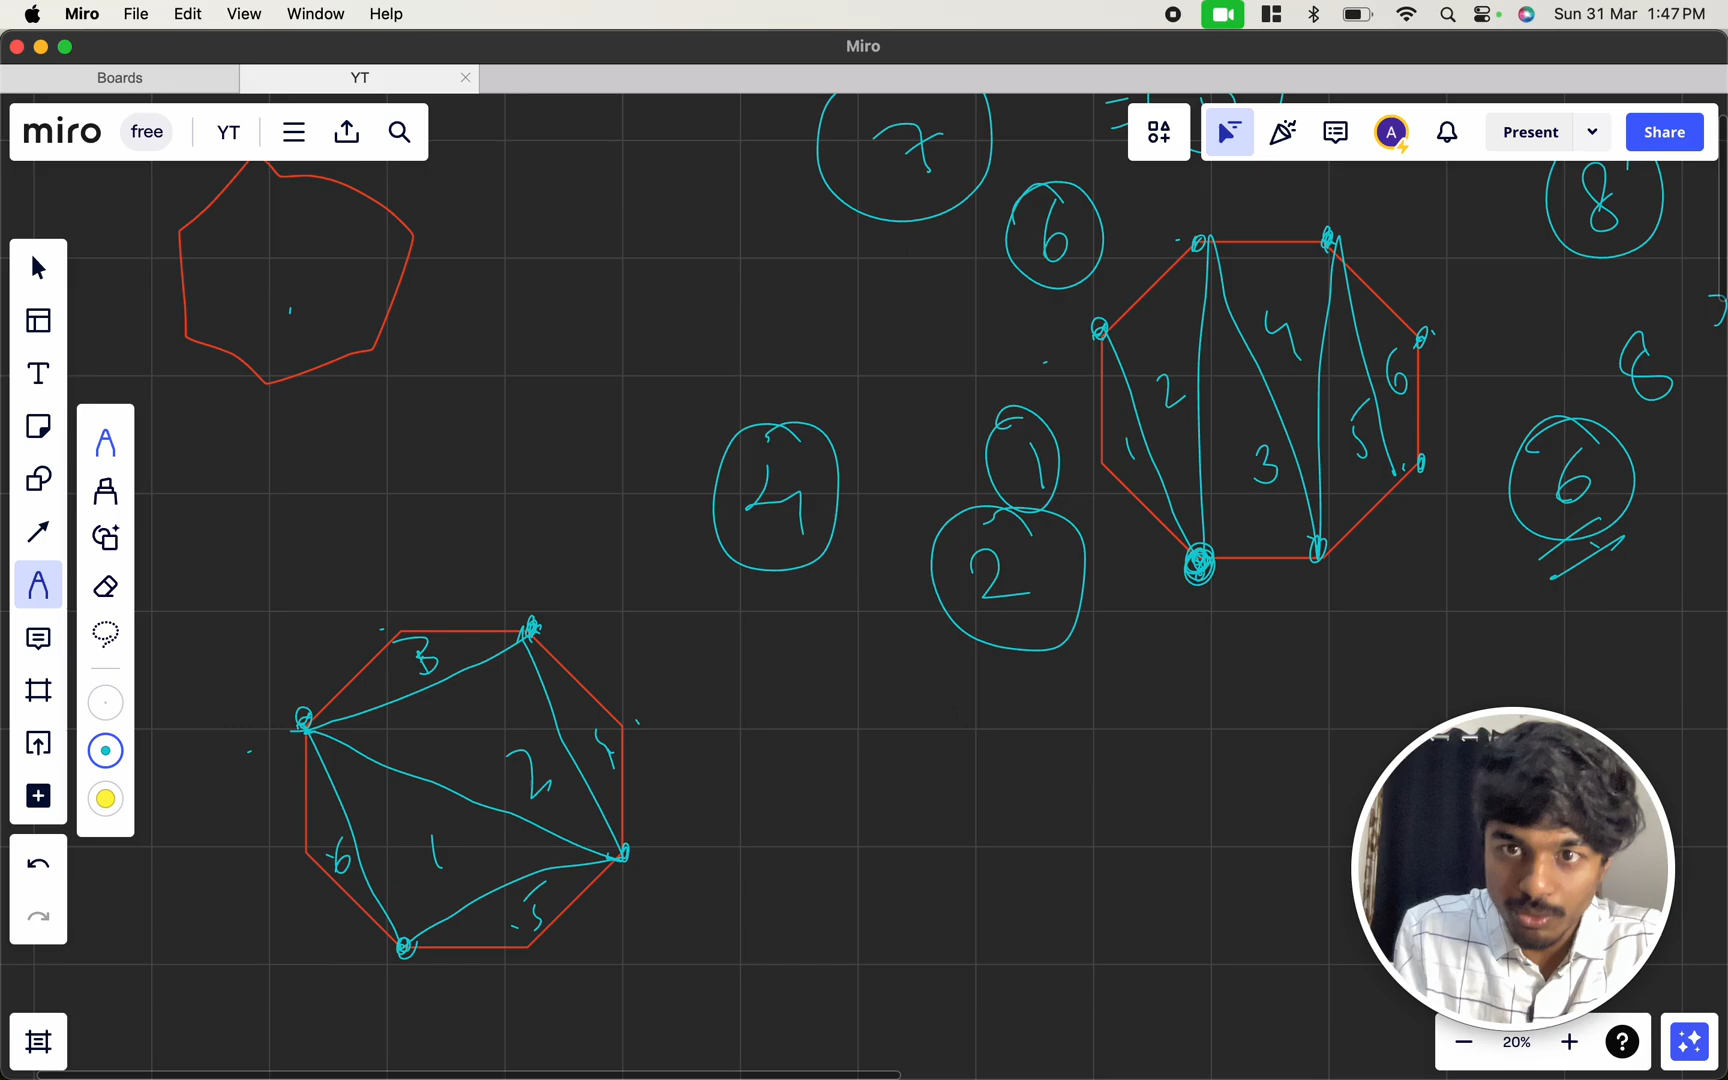 Miro File Edit View Window Help
Sun 31 Mar 1:47 PM
Miro
Boards
YT
miro free YT
A
Present
Share
7
6
8
2 4 6
1 3 5
4
1
2
6
3
2 4
6 1
5
20%
?